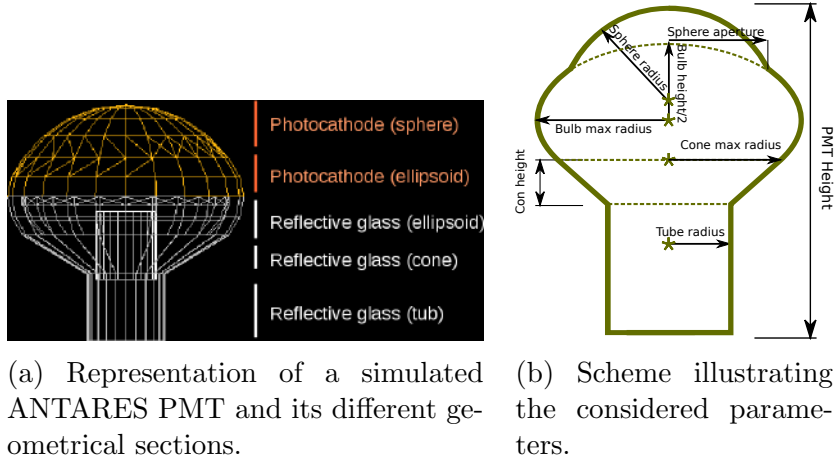 Photocathode (sphere)
Photocathode (ellipsoid)
Reflective glass (ellipsoid)
Reflective glass (cone)
Reflective glass (tub)
Sphere aperture
Sphere radius
Bulb height/2
Bulb max radius
Cone max radius
Con height
Tube radius
PMT Height
(a) Representation of a simulated
ANTARES PMT and its different ge-
ometrical sections.
(b) Scheme illustrating
the considered parame-
ters.